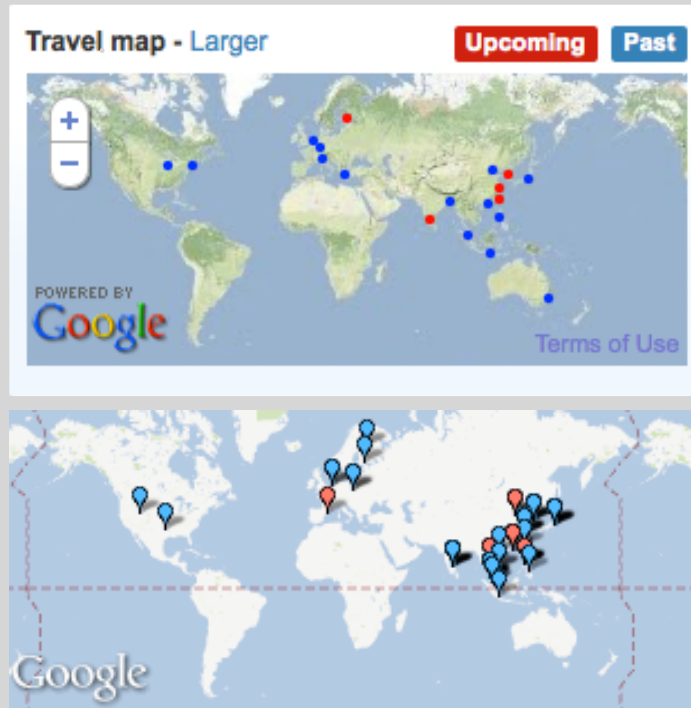 Travel map - Larger
Upcoming
Past
+
−
POWERED BY
Google
Terms of Use
Google